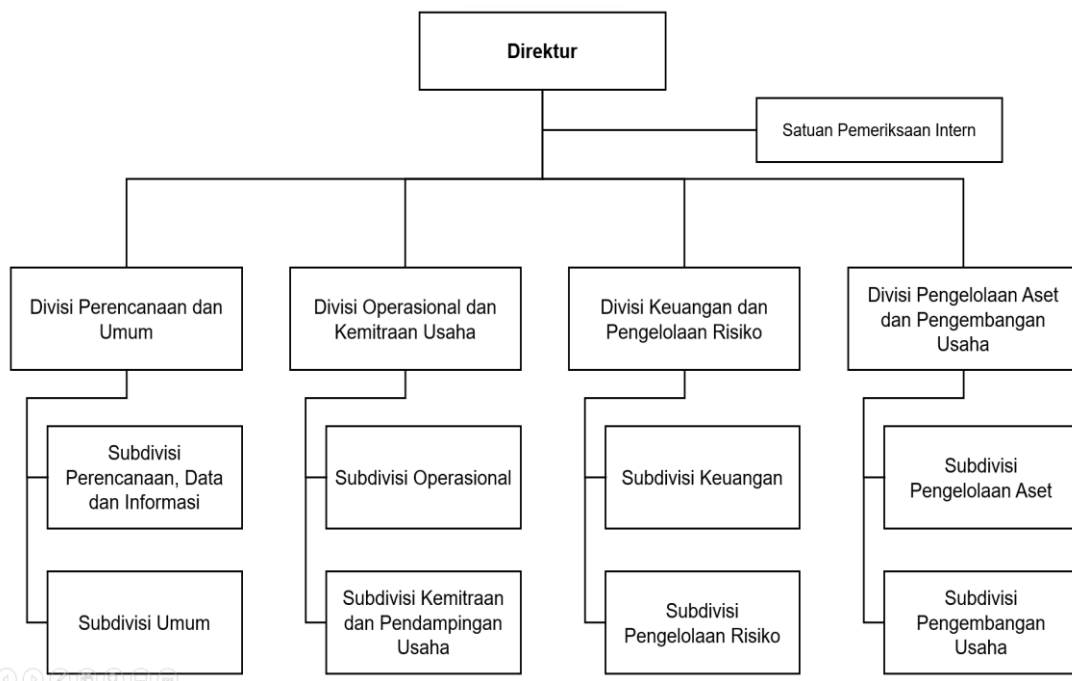 Direktur
Satuan Pemeriksaan Intern
Divisi Perencanaan dan
Umum
Divisi Operasional dan
Kemitraan Usaha
Divisi Keuangan dan
Pengelolaan Risiko
Divisi Pengelolaan Aset
dan Pengembangan
Usaha
Subdivisi
Perencanaan, Data
dan Informasi
Subdivisi Operasional
Subdivisi Keuangan
Subdivisi
Pengelolaan Aset
Subdivisi Umum
Subdivisi Kemitraan
dan Pendampingan
Usaha
Subdivisi
Pengelolaan Risiko
Subdivisi
Pengembangan
Usaha